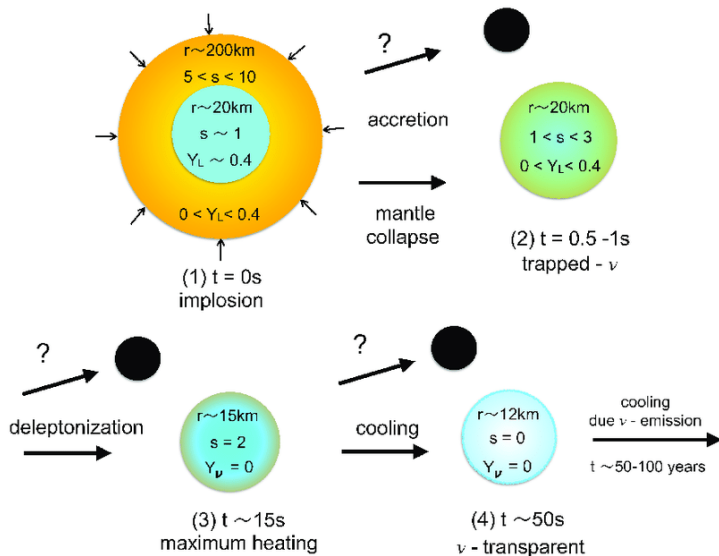 r～200km
5 < s < 10
r～20km
s ～ 1
Y_L ～ 0.4
0 < Y_L < 0.4
(1) t = 0s
implosion
?
accretion
mantle
collapse
r～20km
1 < s < 3
0 < Y_L < 0.4
(2) t = 0.5 -1s
trapped - ν
?
deleptonization
r～15km
s = 2
Y_ν = 0
(3) t ～15s
maximum heating
?
cooling
r～12km
s = 0
Y_ν = 0
(4) t ～50s
ν - transparent
cooling
due ν - emission
t ～50-100 years